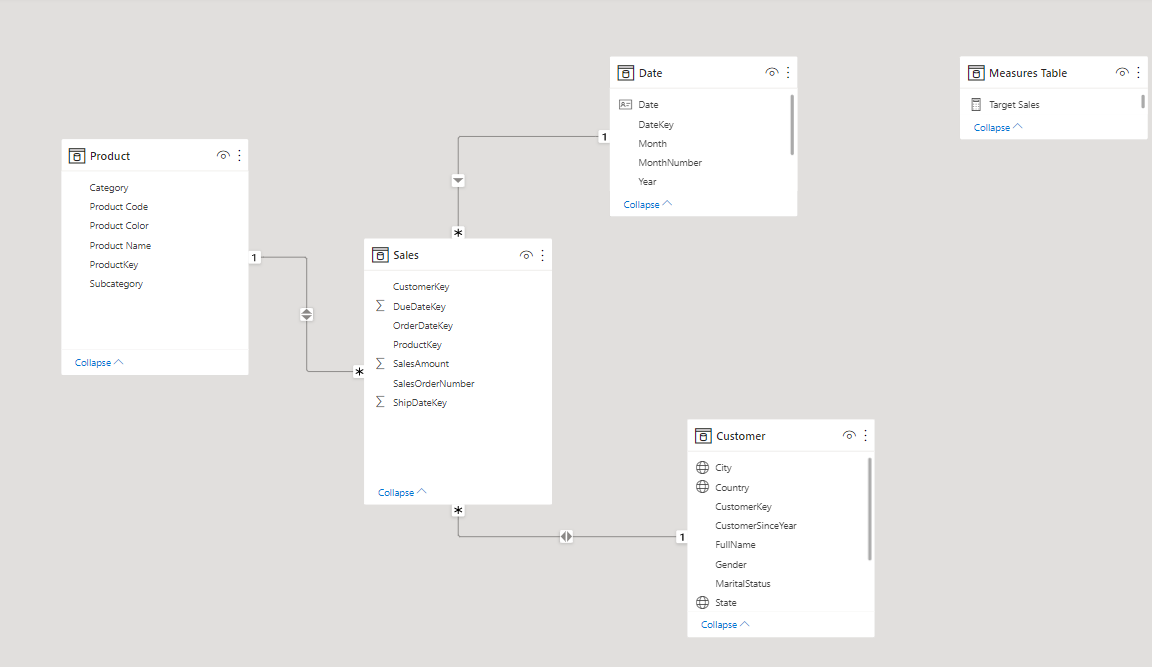 Product
Category
Product Code
Product Color
Product Name
ProductKey
Subcategory
Collapse
1
*
Date
Date
DateKey
Month
MonthNumber
Year
Collapse
1
*
Sales
CustomerKey
DueDateKey
OrderDateKey
ProductKey
SalesAmount
SalesOrderNumber
ShipDateKey
Collapse
*
1
Customer
City
Country
CustomerKey
CustomerSinceYear
FullName
Gender
MaritalStatus
State
Collapse
Measures Table
Target Sales
Collapse